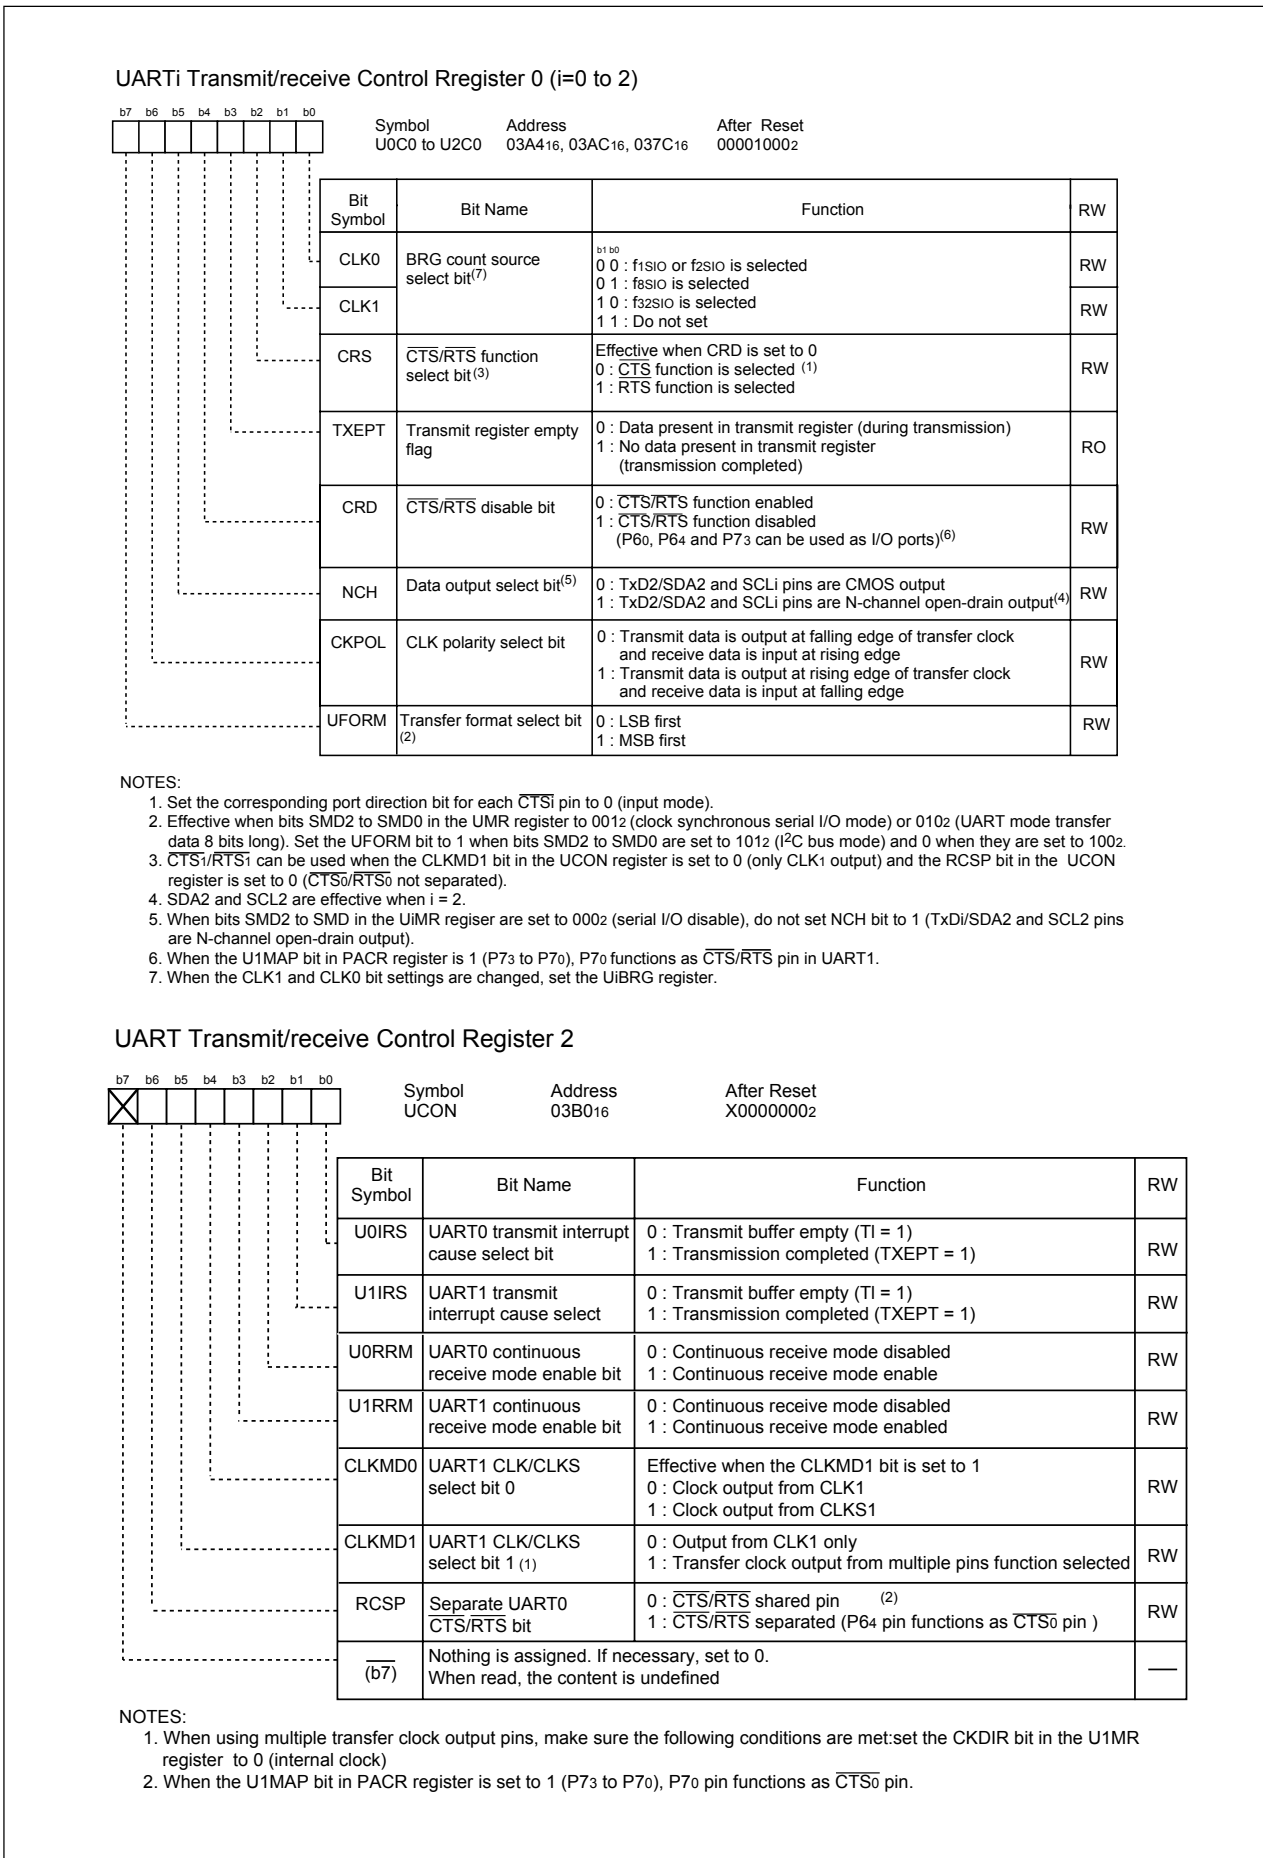 UARTi Transmit/receive Control Rregister 0 (i=0 to 2)
b7 b6 b5 b4 b3 b2 b1 b0
Symbol Address After Reset
U0C0 to U2C0 03A416, 03AC16, 037C16 000010002
Bit Symbol Bit Name Function RW
CLK0 BRG count source select bit(7) b1 b0 RW
0 0 : f1SIO or f2SIO is selected
0 1 : f8SIO is selected
CLK1 1 0 : f32SIO is selected RW
1 1 : Do not set
CRS CTS/RTS function select bit(3) Effective when CRD is set to 0 RW
0 : CTS function is selected (1)
1 : RTS function is selected
TXEPT Transmit register empty flag 0 : Data present in transmit register (during transmission) RO
1 : No data present in transmit register
(transmission completed)
CRD CTS/RTS disable bit 0 : CTS/RTS function enabled RW
1 : CTS/RTS function disabled
(P60, P64 and P73 can be used as I/O ports)(6)
NCH Data output select bit(5) 0 : TxD2/SDA2 and SCLi pins are CMOS output RW
1 : TxD2/SDA2 and SCLi pins are N-channel open-drain output(4)
CKPOL CLK polarity select bit 0 : Transmit data is output at falling edge of transfer clock RW
and receive data is input at rising edge
1 : Transmit data is output at rising edge of transfer clock
and receive data is input at falling edge
UFORM Transfer format select bit (2) 0 : LSB first RW
1 : MSB first
NOTES:
1. Set the corresponding port direction bit for each CTSi pin to 0 (input mode).
2. Effective when bits SMD2 to SMD0 in the UMR register to 0012 (clock synchronous serial I/O mode) or 0102 (UART mode transfer
data 8 bits long). Set the UFORM bit to 1 when bits SMD2 to SMD0 are set to 1012 (I2C bus mode) and 0 when they are set to 1002.
3. CTS1/RTS1 can be used when the CLKMD1 bit in the UCON register is set to 0 (only CLK1 output) and the RCSP bit in the UCON
register is set to 0 (CTS0/RTS0 not separated).
4. SDA2 and SCL2 are effective when i = 2.
5. When bits SMD2 to SMD in the UiMR regiser are set to 0002 (serial I/O disable), do not set NCH bit to 1 (TxDi/SDA2 and SCL2 pins
are N-channel open-drain output).
6. When the U1MAP bit in PACR register is 1 (P73 to P70), P70 functions as CTS/RTS pin in UART1.
7. When the CLK1 and CLK0 bit settings are changed, set the UiBRG register.
UART Transmit/receive Control Register 2
b7 b6 b5 b4 b3 b2 b1 b0
Symbol Address After Reset
UCON 03B016 X00000002
Bit Symbol Bit Name Function RW
U0IRS UART0 transmit interrupt cause select bit 0 : Transmit buffer empty (Tl = 1) RW
1 : Transmission completed (TXEPT = 1)
U1IRS UART1 transmit interrupt cause select 0 : Transmit buffer empty (Tl = 1) RW
1 : Transmission completed (TXEPT = 1)
U0RRM UART0 continuous receive mode enable bit 0 : Continuous receive mode disabled RW
1 : Continuous receive mode enable
U1RRM UART1 continuous receive mode enable bit 0 : Continuous receive mode disabled RW
1 : Continuous receive mode enabled
CLKMD0 UART1 CLK/CLKS select bit 0 Effective when the CLKMD1 bit is set to 1 RW
0 : Clock output from CLK1
1 : Clock output from CLKS1
CLKMD1 UART1 CLK/CLKS select bit 1 (1) 0 : Output from CLK1 only RW
1 : Transfer clock output from multiple pins function selected
RCSP Separate UART0 CTS/RTS bit 0 : CTS/RTS shared pin (2) RW
1 : CTS/RTS separated (P64 pin functions as CTS0 pin )
(b7) Nothing is assigned. If necessary, set to 0. —
When read, the content is undefined
NOTES:
1. When using multiple transfer clock output pins, make sure the following conditions are met:set the CKDIR bit in the U1MR
register to 0 (internal clock)
2. When the U1MAP bit in PACR register is set to 1 (P73 to P70), P70 pin functions as CTS0 pin.